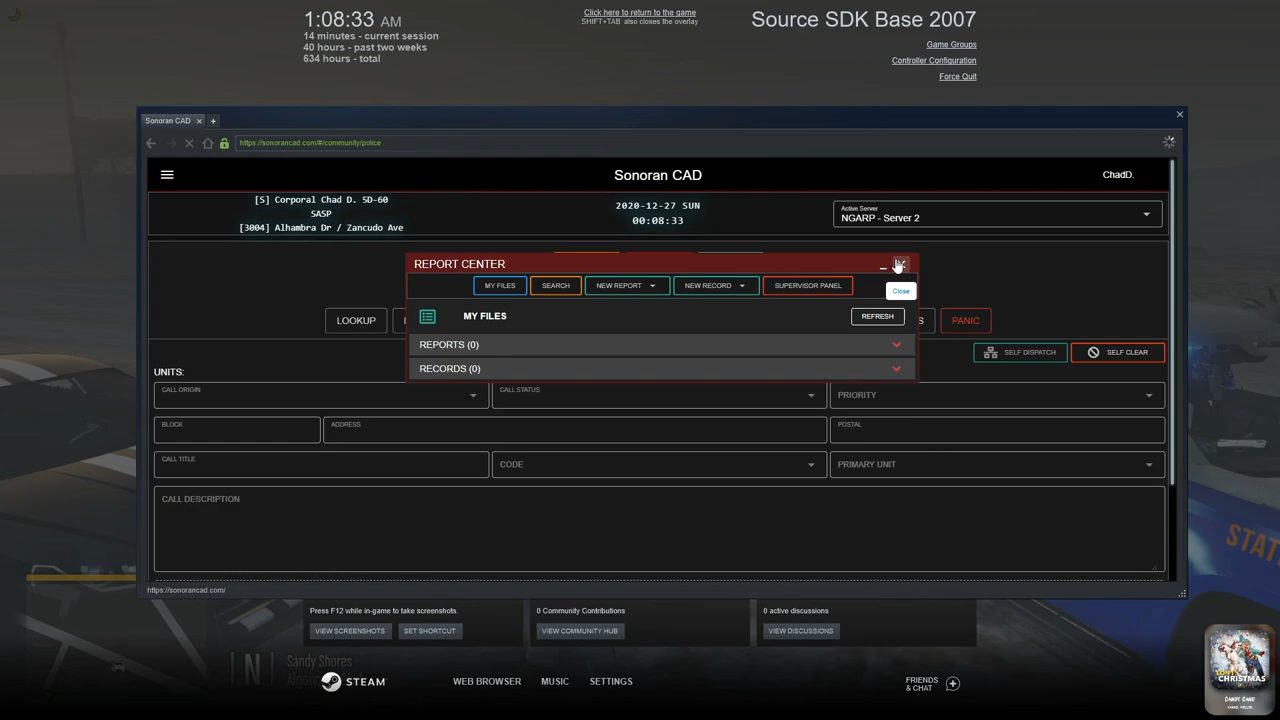 1:08:33 AM
14 minutes - current session
40 hours - past two weeks
634 hours - total
Click here to return to the game
SHIFT+TAB also closes the overlay
Source SDK Base 2007
Game Groups
Controller Configuration
Force Quit
Sonoran CAD
https://sonorancad.com/#/community/police
Sonoran CAD
ChadD.
[S] Corporal Chad D. 5D-60
SASP
[3004] Alhambra Dr / Zancudo Ave
2020-12-27 SUN
00:08:33
Active Server
NGARP - Server 2
REPORT CENTER
Close
MY FILES
SEARCH
NEW REPORT
NEW RECORD
SUPERVISOR PANEL
MY FILES
REFRESH
REPORTS (0)
RECORDS (0)
LOOKUP
S
PANIC
SELF DISPATCH
SELF CLEAR
UNITS:
CALL ORIGIN
CALL STATUS
PRIORITY
BLOCK
ADDRESS
POSTAL
CALL TITLE
CODE
PRIMARY UNIT
CALL DESCRIPTION
https://sonorancad.com/
STAT
Press F12 while in-game to take screenshots.
VIEW SCREENSHOTS
SET SHORTCUT
0 Community Contributions
VIEW COMMUNITY HUB
0 active discussions
VIEW DISCUSSIONS
N
Sandy Shores
STEAM
WEB BROWSER
MUSIC
SETTINGS
FRIENDS
& CHAT
CHRISTMAS